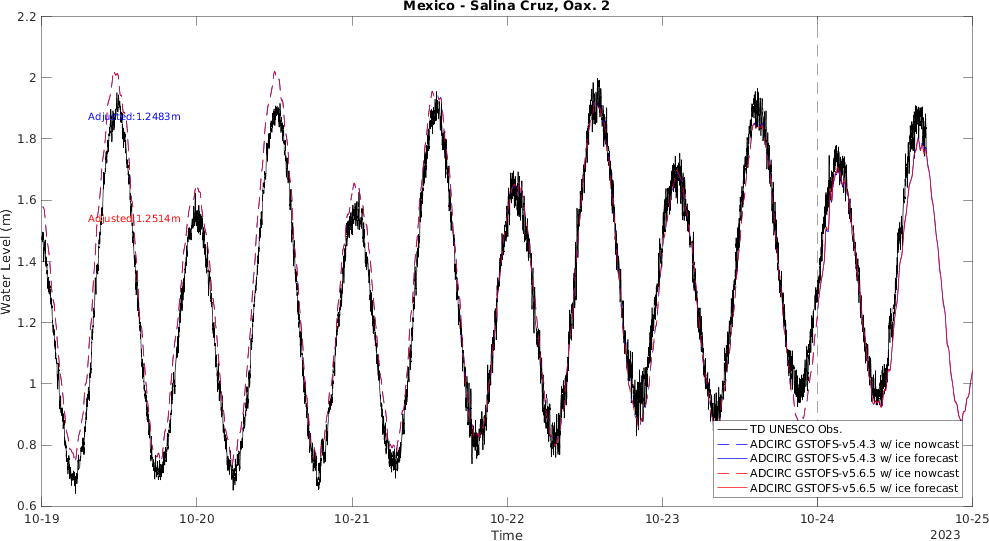 Mexico - Salina Cruz, Oax. 2
2.2
2
1.8
1.6
1.4
1.2
1
0.8
0.6
Water Level (m)
Adjusted:1.2483m
Adjusted:1.2514m
TD UNESCO Obs.
ADCIRC GSTOFS-v5.4.3 w/ ice nowcast
ADCIRC GSTOFS-v5.4.3 w/ ice forecast
ADCIRC GSTOFS-v5.6.5 w/ ice nowcast
ADCIRC GSTOFS-v5.6.5 w/ ice forecast
10-19 10-20 10-21 10-22 10-23 10-24 10-25
Time
2023